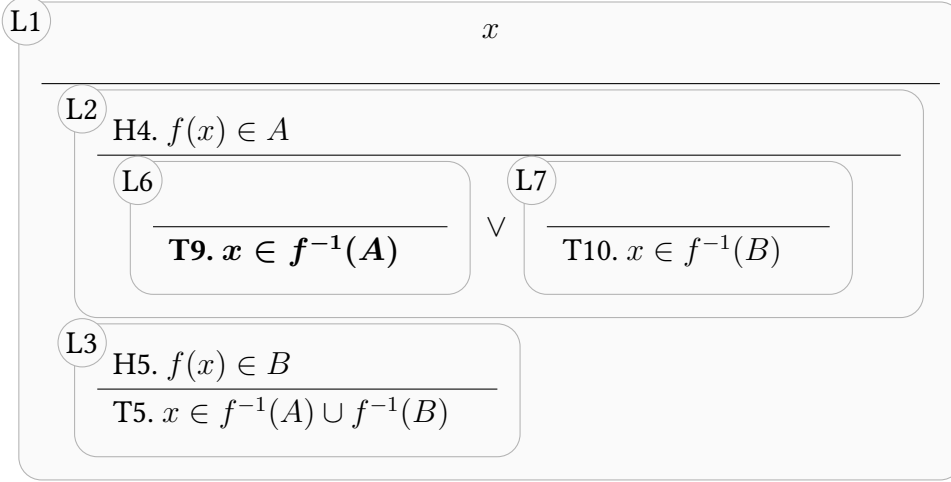 L1
x
L2
H4. f(x) ∈ A
L6 L7
∨
T9. x ∈ f⁻¹(A) T10. x ∈ f⁻¹(B)
L3
H5. f(x) ∈ B
T5. x ∈ f⁻¹(A) ∪ f⁻¹(B)